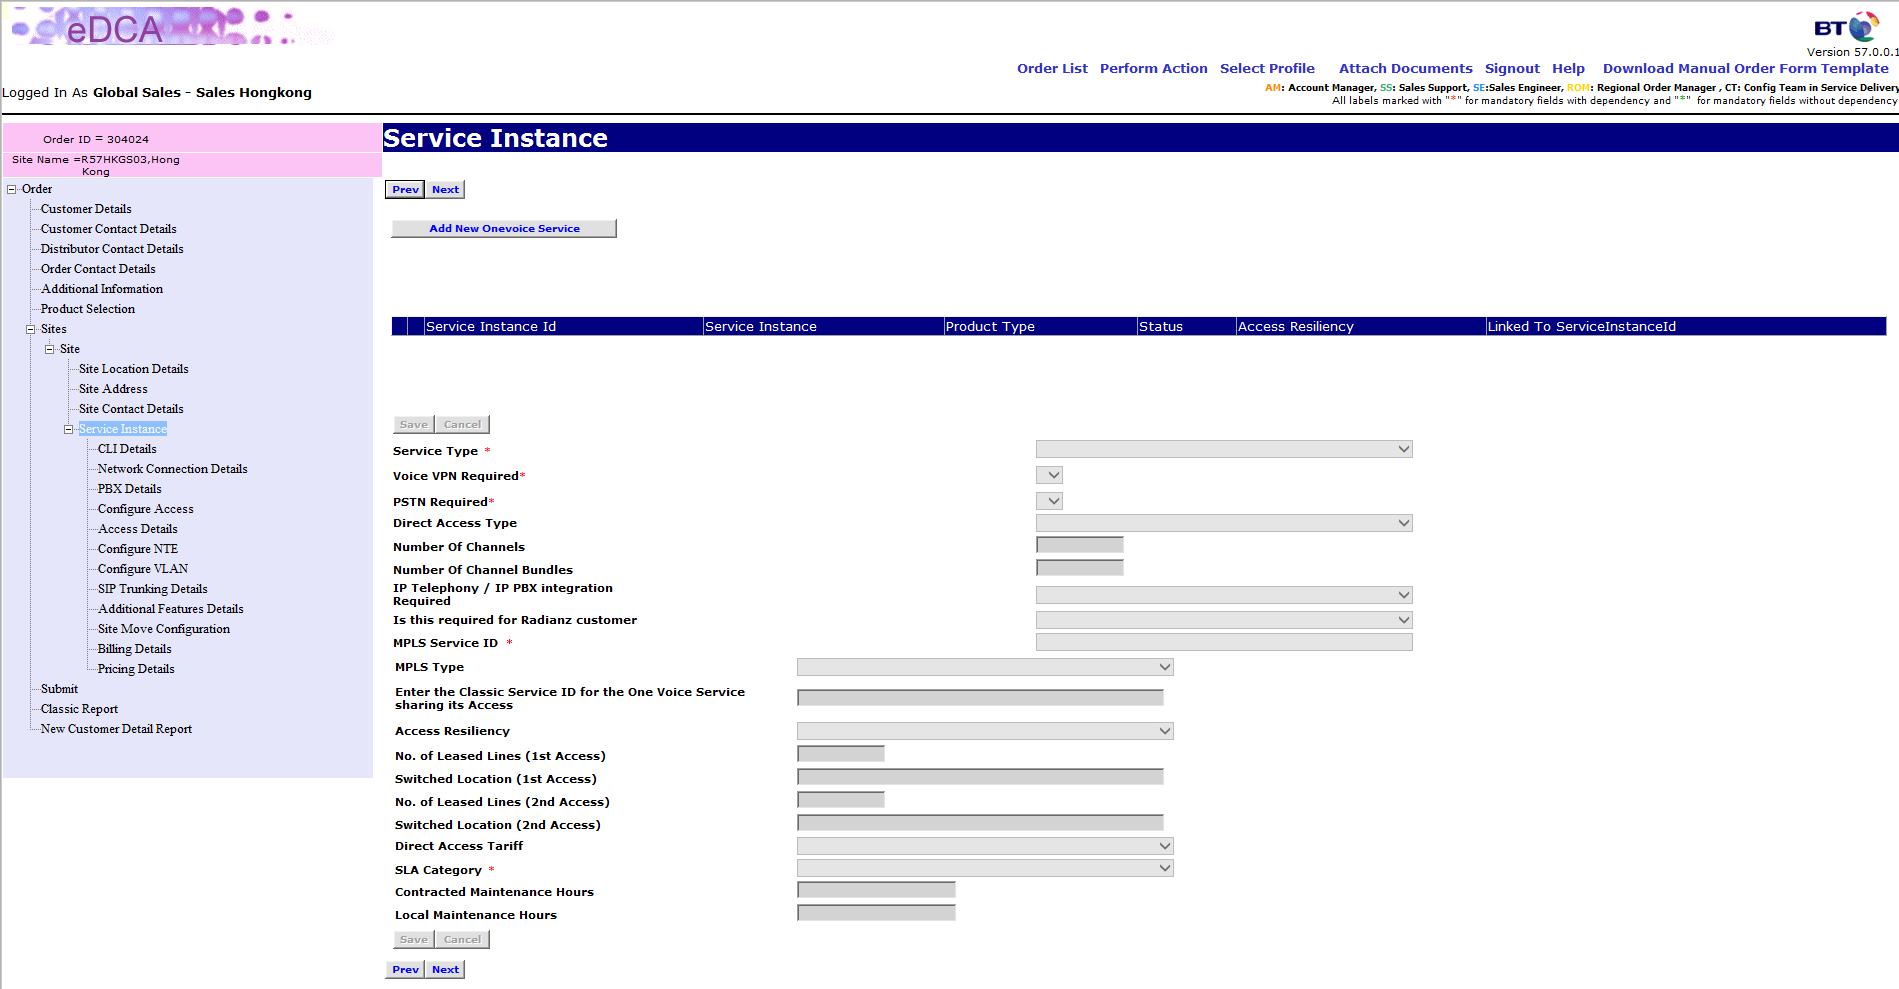 eDCA
BT
Version 57.0.0.1
Order List Perform Action Select Profile Attach Documents Signout Help Download Manual Order Form Template
Logged In As Global Sales - Sales Hongkong
AM: Account Manager, SS: Sales Support, SE:Sales Engineer, ROM: Regional Order Manager , CT: Config Team in Service Delivery
All labels marked with "*" for mandatory fields with dependency and "*" for mandatory fields without dependency
Order ID = 304024
Site Name =R57HKGS03,Hong
Kong
Order
Customer Details
Customer Contact Details
Distributor Contact Details
Order Contact Details
Additional Information
Product Selection
Sites
Site
Site Location Details
Site Address
Site Contact Details
Service Instance
CLI Details
Network Connection Details
PBX Details
Configure Access
Access Details
Configure NTE
Configure VLAN
SIP Trunking Details
Additional Features Details
Site Move Configuration
Billing Details
Pricing Details
Submit
Classic Report
New Customer Detail Report
Service Instance
Prev Next
Add New Onevoice Service
Service Instance Id Service Instance Product Type Status Access Resiliency Linked To ServiceInstanceId
Save Cancel
Service Type *
Voice VPN Required*
PSTN Required*
Direct Access Type
Number Of Channels
Number Of Channel Bundles
IP Telephony / IP PBX integration
Required
Is this required for Radianz customer
MPLS Service ID *
MPLS Type
Enter the Classic Service ID for the One Voice Service
sharing its Access
Access Resiliency
No. of Leased Lines (1st Access)
Switched Location (1st Access)
No. of Leased Lines (2nd Access)
Switched Location (2nd Access)
Direct Access Tariff
SLA Category *
Contracted Maintenance Hours
Local Maintenance Hours
Save Cancel
Prev Next